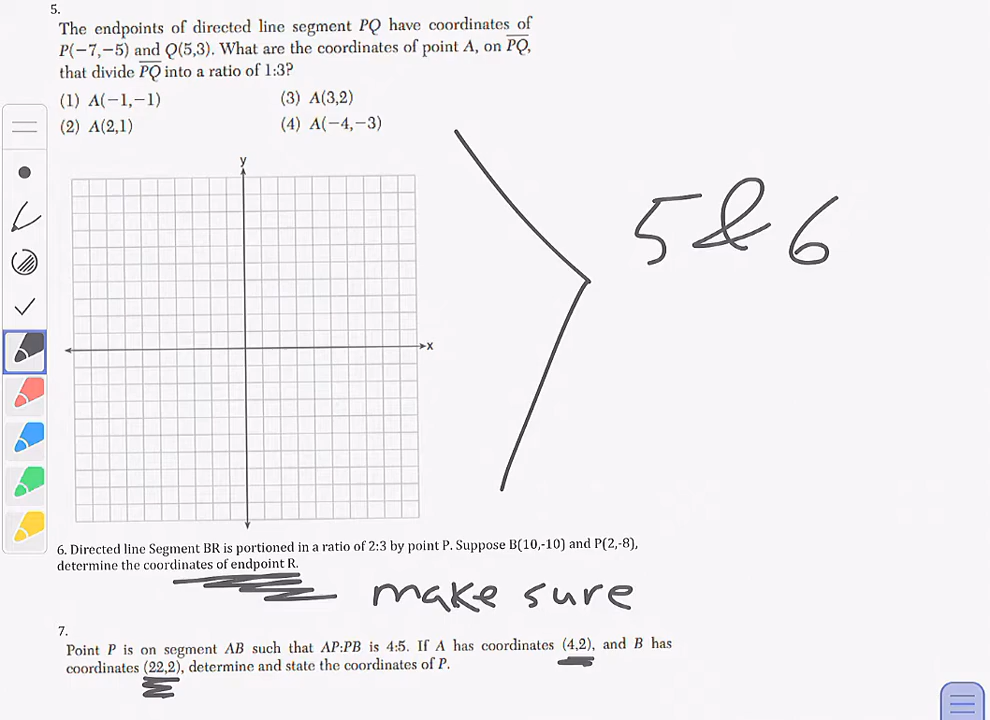 5.
The endpoints of directed line segment PQ have coordinates of
P(−7,−5) and Q(5,3). What are the coordinates of point A, on PQ,
that divide PQ into a ratio of 1:3?
(1) A(−1,−1) (3) A(3,2)
(2) A(2,1) (4) A(−4,−3)
5 & 6
y
x
6. Directed line Segment BR is portioned in a ratio of 2:3 by point P. Suppose B(10,-10) and P(2,-8),
determine the coordinates of endpoint R.
make sure
7.
Point P is on segment AB such that AP:PB is 4:5. If A has coordinates (4,2), and B has
coordinates (22,2), determine and state the coordinates of P.